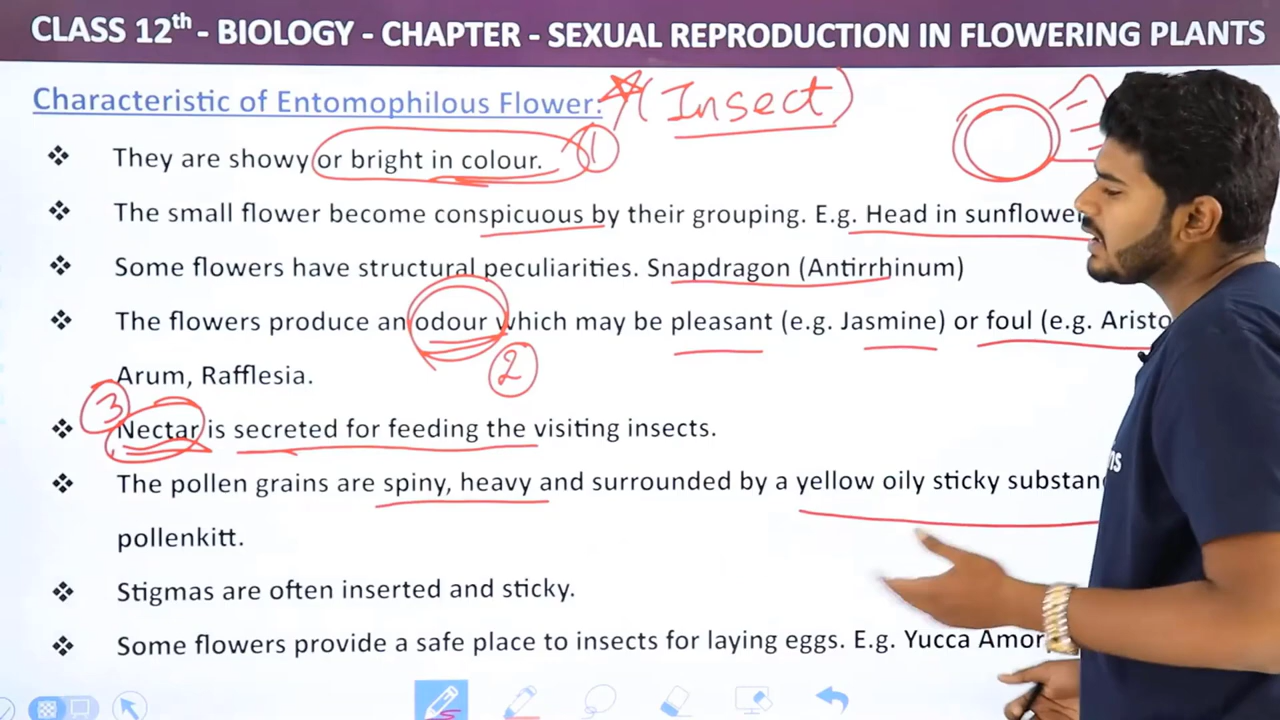 CLASS 12th - BIOLOGY - CHAPTER - SEXUAL REPRODUCTION IN FLOWERING PLANTS
Characteristic of Entomophilous Flower: (Insect)
❖ They are showy or bright in colour. 1
❖ The small flower become conspicuous by their grouping. E.g. Head in sunflower
❖ Some flowers have structural peculiarities. Snapdragon (Antirrhinum)
❖ The flowers produce an odour which may be pleasant (e.g. Jasmine) or foul (e.g. Aristo
Arum, Rafflesia. 2
3
❖ Nectar is secreted for feeding the visiting insects.
❖ The pollen grains are spiny, heavy and surrounded by a yellow oily sticky substan
pollenkitt.
❖ Stigmas are often inserted and sticky.
❖ Some flowers provide a safe place to insects for laying eggs. E.g. Yucca Amor